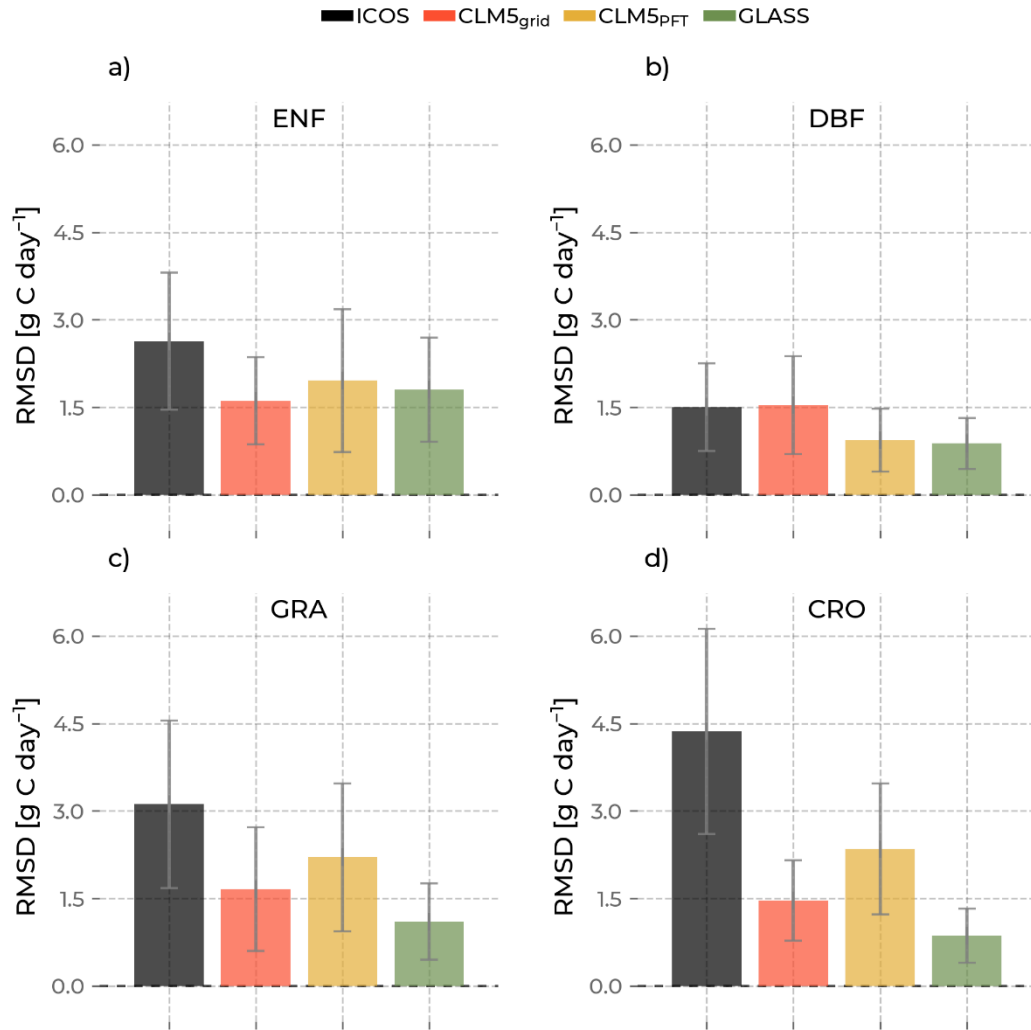 ICOS CLM5grid CLM5PFT GLASS
a) b)
ENF DBF
6.0 6.0
4.5 4.5
3.0 3.0
1.5 1.5
0.0 0.0
RMSD [g C day⁻¹] RMSD [g C day⁻¹]
c) d)
GRA CRO
6.0 6.0
4.5 4.5
3.0 3.0
1.5 1.5
0.0 0.0
RMSD [g C day⁻¹] RMSD [g C day⁻¹]